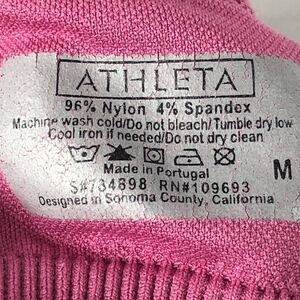 ATHLETA
96% Nylon 4% Spandex
Machine wash cold/Do not bleach/Tumble dry low
Cool iron if needed/Do not dry clean
Made in Portugal
M
S#734898 RN#109693
Designed in Sonoma County, California